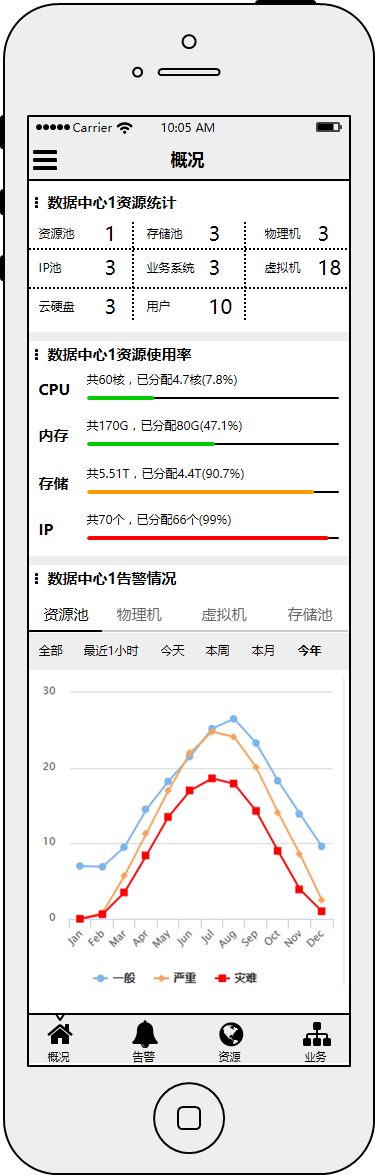 Carrier 10:05 AM
概况
数据中心1资源统计
资源池 1 存储池 3 物理机 3
IP池 3 业务系统 3 虚拟机 18
云硬盘 3 用户 10
数据中心1资源使用率
CPU 共60核，已分配4.7核(7.8%)
内存 共170G，已分配80G(47.1%)
存储 共5.51T，已分配4.4T(90.7%)
IP 共70个，已分配66个(99%)
数据中心1告警情况
资源池 物理机 虚拟机 存储池
全部 最近1小时 今天 本周 本月 今年
30
20
10
0
Jan Feb Mar Apr May Jun Jul Aug Sep Oct Nov Dec
一般 严重 灾难
概况 告警 资源 业务